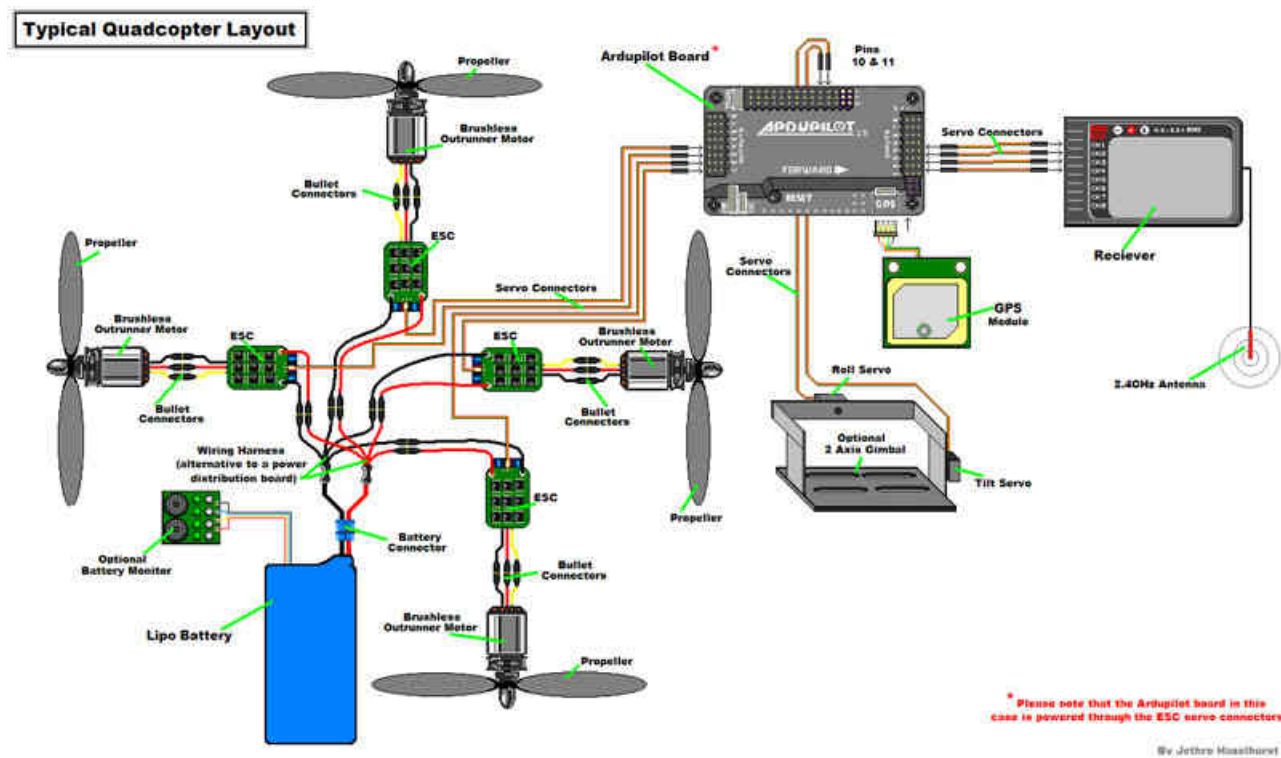 Typical Quadcopter Layout
Propeller
Brushless
Outrunner Motor
Bullet
Connectors
ESC
Ardupilot Board *
Pins
10 & 11
ARDUPILOT
FORWARD
RESET
GPS
Servo Connectors
Reciever
Servo
Connectors
GPS
Module
2.4GHz Antenna
Propeller
Brushless
Outrunner Motor
ESC
Bullet
Connectors
Servo Connectors
ESC
Brushless
Outrunner Motor
Bullet
Connectors
Propeller
Roll Servo
Optional
2 Axis Gimbal
Tilt Servo
Wiring Harness
(alternative to a power
distribution board)
ESC
Optional
Battery Monitor
Battery
Connector
Bullet
Connectors
Lipo Battery
Brushless
Outrunner Motor
Propeller
* Please note that the Ardupilot board in this
case is powered through the ESC servo connectors